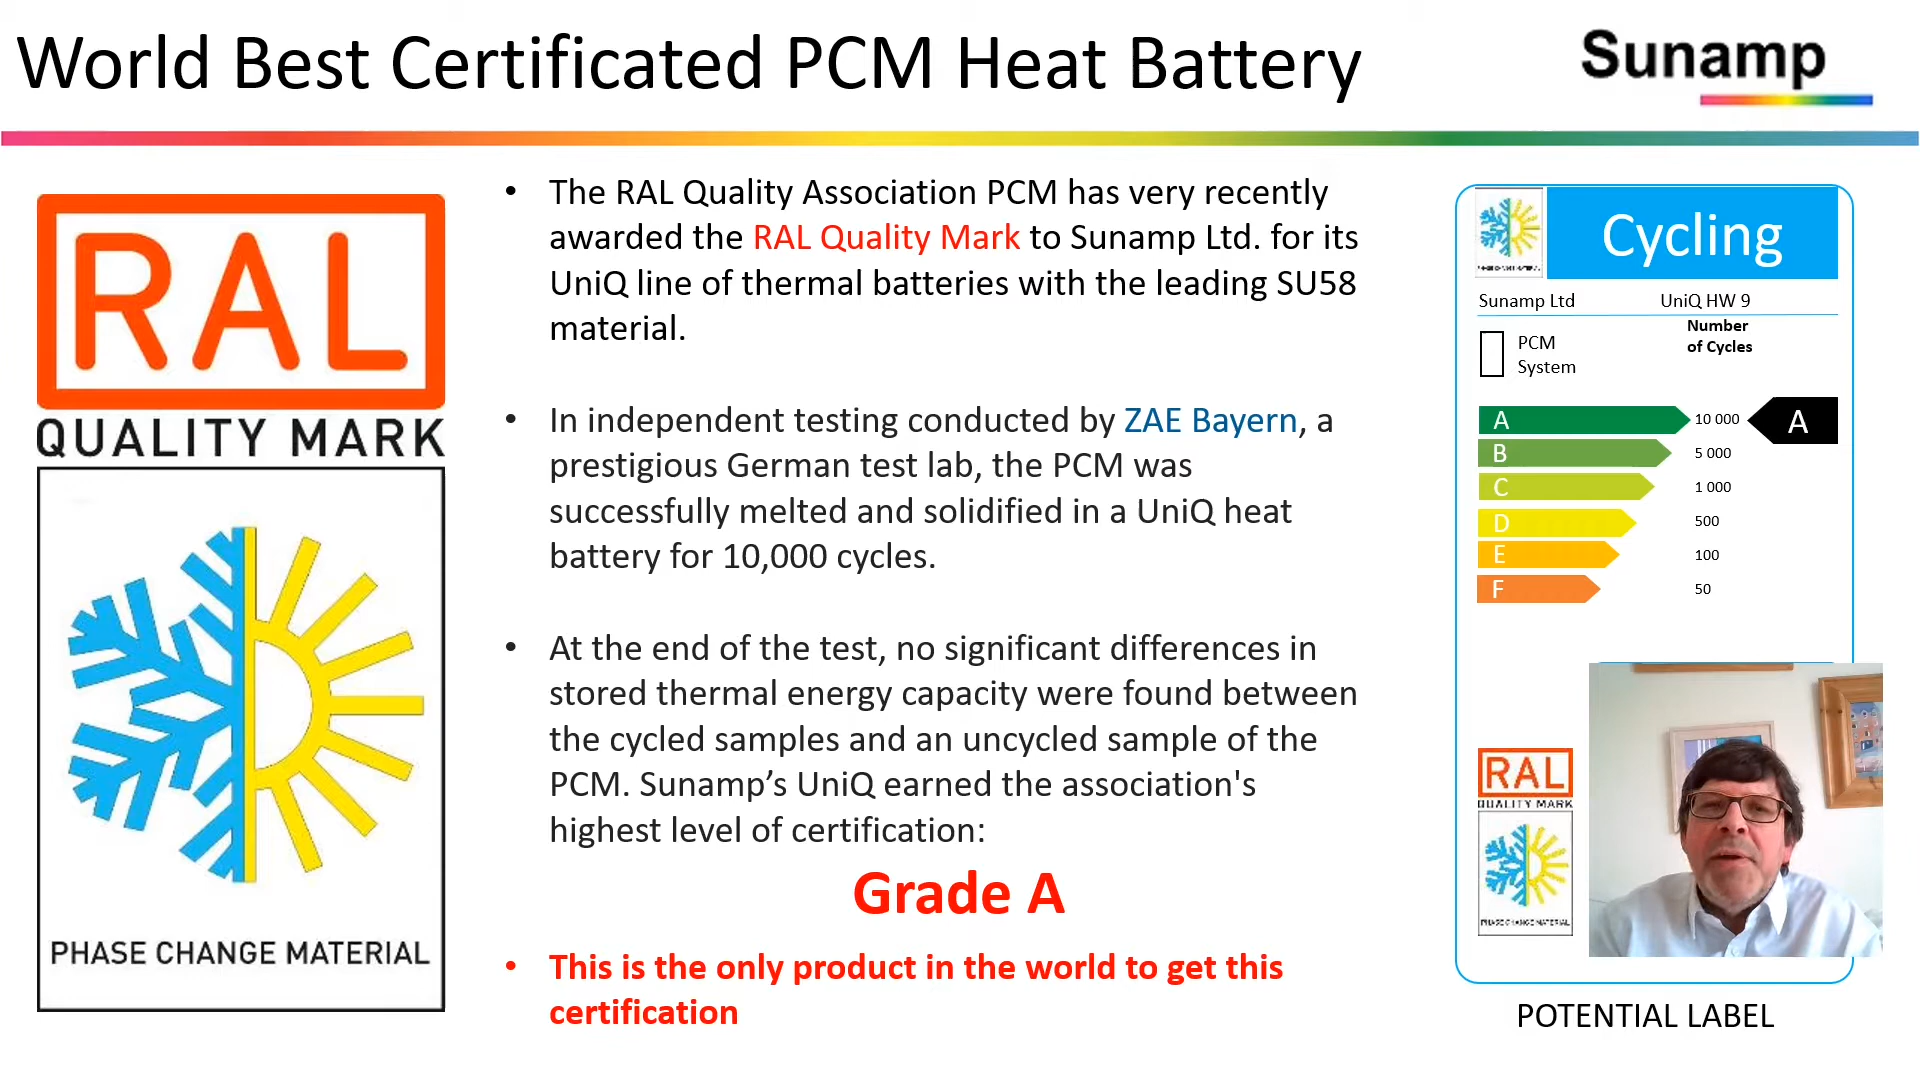 World Best Certificated PCM Heat Battery
Sunamp
RAL
QUALITY MARK
PHASE CHANGE MATERIAL
• The RAL Quality Association PCM has very recently
awarded the RAL Quality Mark to Sunamp Ltd. for its
UniQ line of thermal batteries with the leading SU58
material.
• In independent testing conducted by ZAE Bayern, a
prestigious German test lab, the PCM was
successfully melted and solidified in a UniQ heat
battery for 10,000 cycles.
• At the end of the test, no significant differences in
stored thermal energy capacity were found between
the cycled samples and an uncycled sample of the
PCM. Sunamp’s UniQ earned the association's
highest level of certification:
Grade A
• This is the only product in the world to get this
certification
PHASE CHANGE MATERIAL
Cycling
Sunamp Ltd UniQ HW 9
Number
of Cycles
PCM
System
A 10 000 A
B 5 000
C 1 000
D 500
E 100
F 50
RAL
QUALITY MARK
PHASE CHANGE MATERIAL
POTENTIAL LABEL